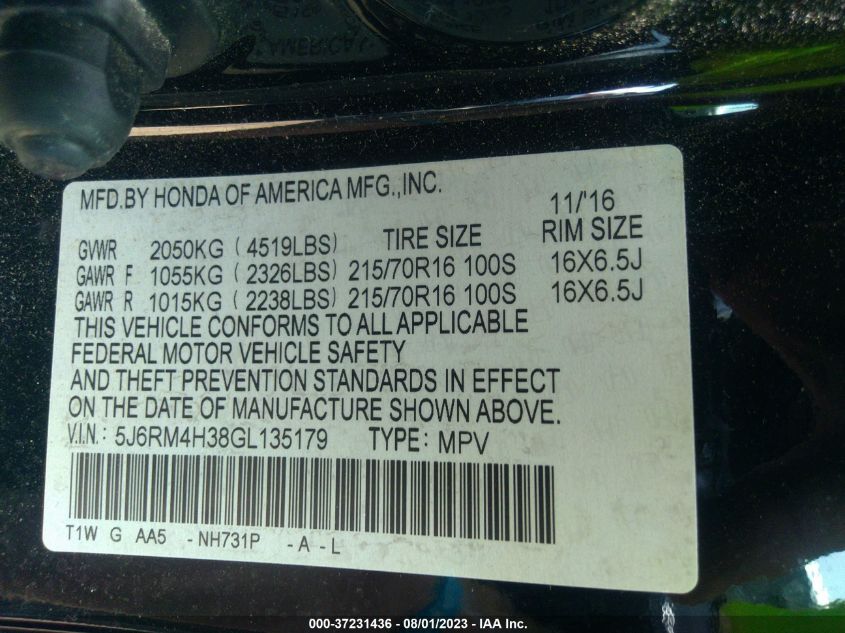 MFD.BY HONDA OF AMERICA MFG.,INC. 11/'16
GVWR 2050KG (4519LBS) TIRE SIZE RIM SIZE
GAWR F 1055KG (2326LBS) 215/70R16 100S 16X6.5J
GAWR R 1015KG (2238LBS) 215/70R16 100S 16X6.5J
THIS VEHICLE CONFORMS TO ALL APPLICABLE
FEDERAL MOTOR VEHICLE SAFETY
AND THEFT PREVENTION STANDARDS IN EFFECT
ON THE DATE OF MANUFACTURE SHOWN ABOVE.
V.I.N.: 5J6RM4H38GL135179 TYPE: MPV
T1W G AA5 -NH731P -A-L
000-37231436 - 08/01/2023 - IAA Inc.